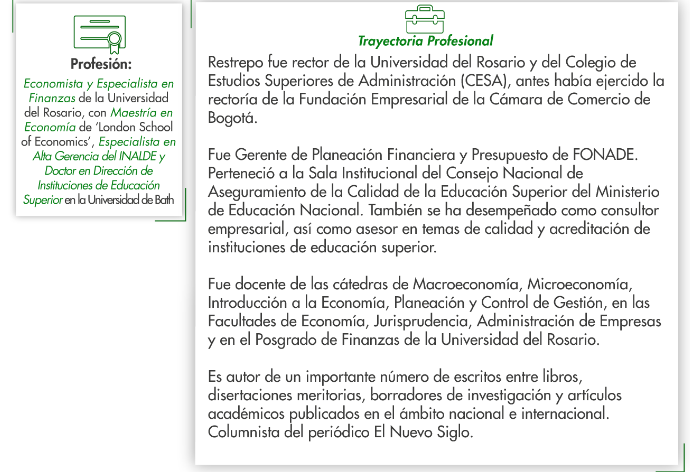 Profesión:
Economista y Especialista en
Finanzas de la Universidad
del Rosario, con Maestría en
Economía de ‘London School
of Economics’, Especialista en
Alta Gerencia del INALDE y
Doctor en Dirección de
Instituciones de Educación
Superior en la Universidad de Bath
Trayectoria Profesional
Restrepo fue rector de la Universidad del Rosario y del Colegio de
Estudios Superiores de Administración (CESA), antes había ejercido la
rectoría de la Fundación Empresarial de la Cámara de Comercio de
Bogotá.
Fue Gerente de Planeación Financiera y Presupuesto de FONADE.
Perteneció a la Sala Institucional del Consejo Nacional de
Aseguramiento de la Calidad de la Educación Superior del Ministerio
de Educación Nacional. También se ha desempeñado como consultor
empresarial, así como asesor en temas de calidad y acreditación de
instituciones de educación superior.
Fue docente de las cátedras de Macroeconomía, Microeconomía,
Introducción a la Economía, Planeación y Control de Gestión, en las
Facultades de Economía, Jurisprudencia, Administración de Empresas
y en el Posgrado de Finanzas de la Universidad del Rosario.
Es autor de un importante número de escritos entre libros,
disertaciones meritorias, borradores de investigación y artículos
académicos publicados en el ámbito nacional e internacional.
Columnista del periódico El Nuevo Siglo.